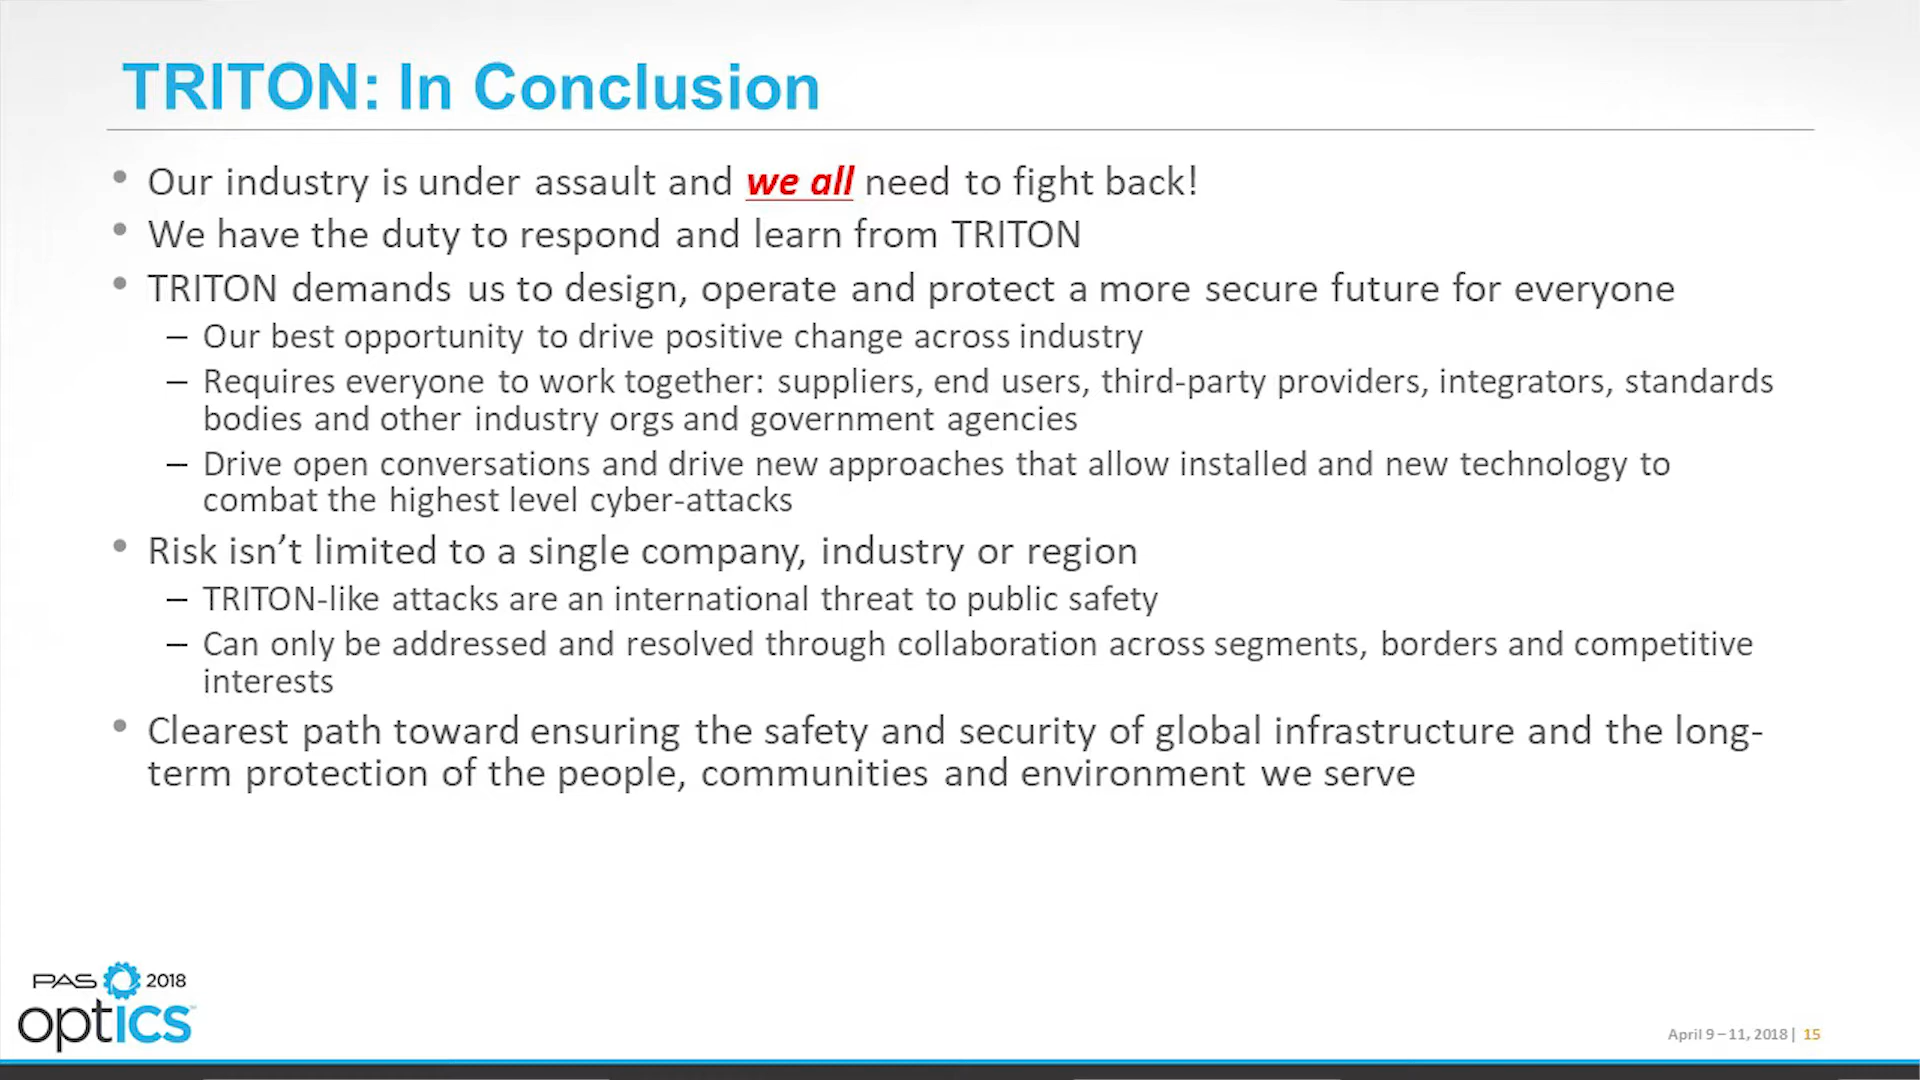 TRITON: In Conclusion
• Our industry is under assault and we all need to fight back!
• We have the duty to respond and learn from TRITON
• TRITON demands us to design, operate and protect a more secure future for everyone
– Our best opportunity to drive positive change across industry
– Requires everyone to work together: suppliers, end users, third-party providers, integrators, standards
bodies and other industry orgs and government agencies
– Drive open conversations and drive new approaches that allow installed and new technology to
combat the highest level cyber-attacks
• Risk isn’t limited to a single company, industry or region
– TRITON-like attacks are an international threat to public safety
– Can only be addressed and resolved through collaboration across segments, borders and competitive
interests
• Clearest path toward ensuring the safety and security of global infrastructure and the long-
term protection of the people, communities and environment we serve
PAS 2018
optICS™
April 9 – 11, 2018 | 15